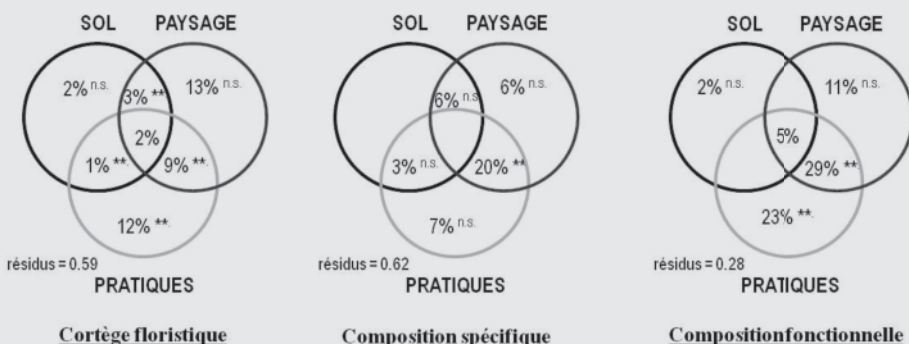 SOL PAYSAGE SOL PAYSAGE SOL PAYSAGE
2% n.s. 3% ** 13% n.s. 6% n.s 6% n.s. 2% n.s. 11% n.s.
2% 5%
1% **. 9% **. 3% n.s. 20% ** 29% **
12% **. 7% n.s. 23% **.
résidus = 0.59 résidus = 0.62 résidus = 0.28
PRATIQUES PRATIQUES PRATIQUES
Cortège floristique Composition spécifique Composition fonctionnelle